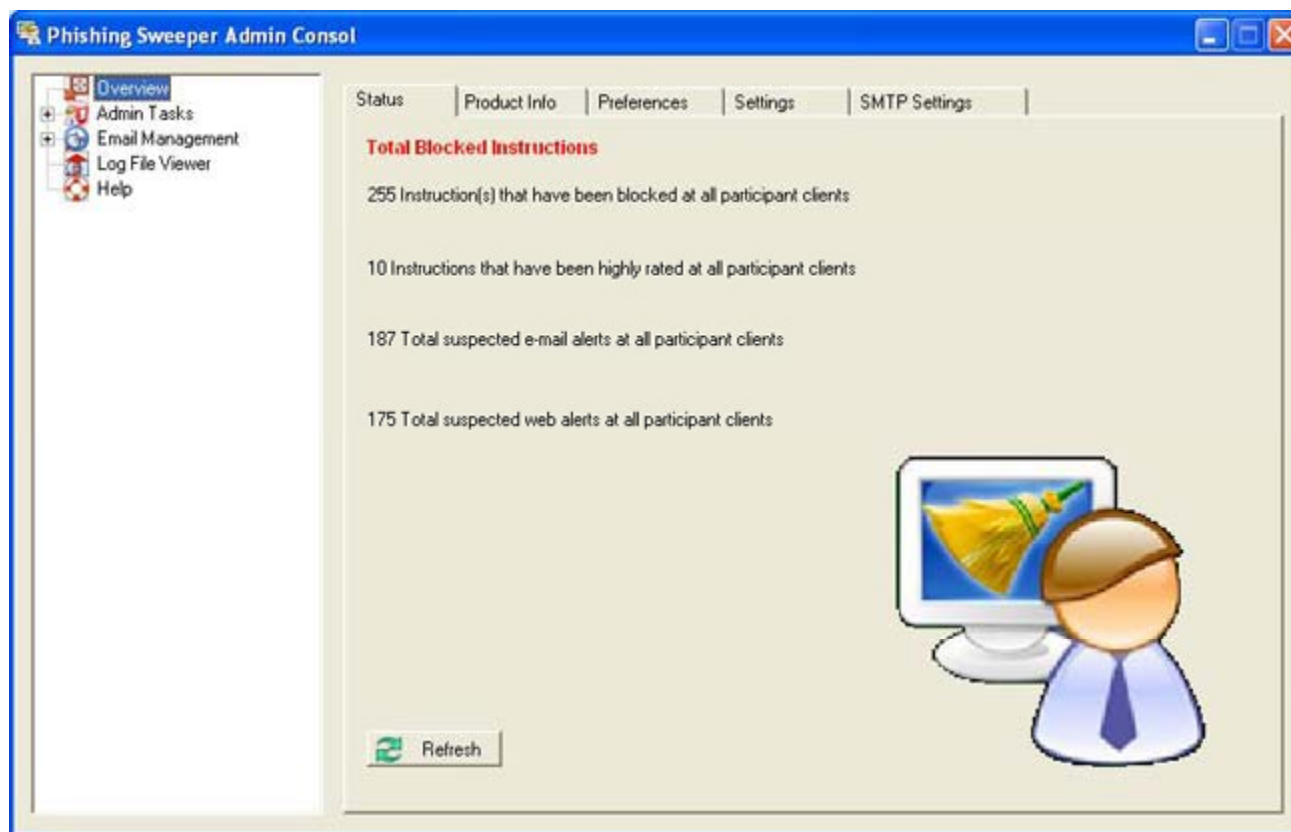 Phishing Sweeper Admin Consol
Overview
Admin Tasks
Email Management
Log File Viewer
Help
Status Product Info Preferences Settings SMTP Settings
Total Blocked Instructions
255 Instruction(s) that have been blocked at all participant clients
10 Instructions that have been highly rated at all participant clients
187 Total suspected e-mail alerts at all participant clients
175 Total suspected web alerts at all participant clients
Refresh